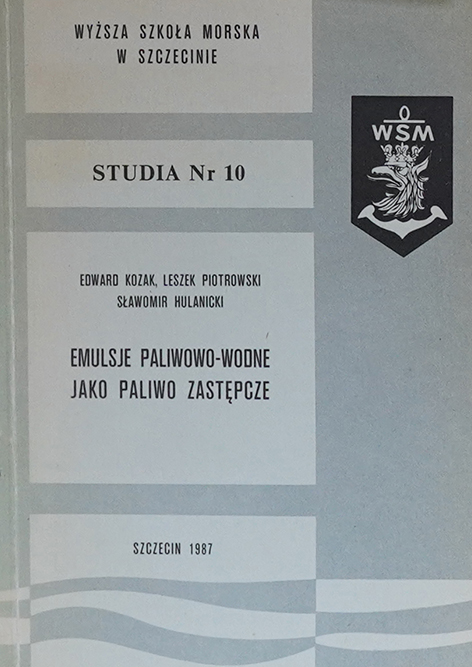 WYŻSZA SZKOŁA MORSKA
W SZCZECINIE
WSM
STUDIA Nr 10
EDWARD KOZAK, LESZEK PIOTROWSKI
SŁAWOMIR HULANICKI
EMULSJE PALIWOWO-WODNE
JAKO PALIWO ZASTĘPCZE
SZCZECIN 1987